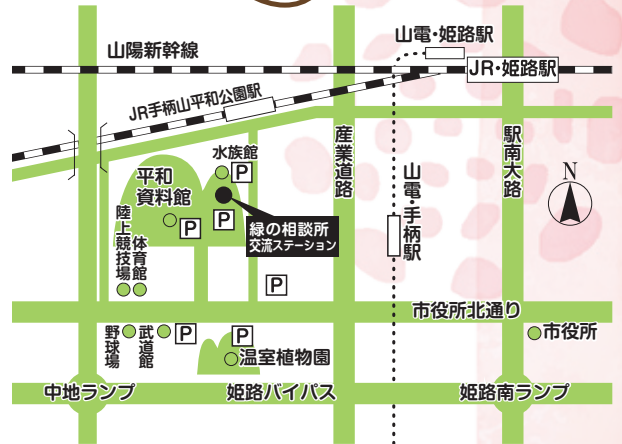 山陽新幹線
山電・姫路駅
JR・姫路駅
JR手柄山平和公園駅
水族館
P
平和
資料館
P
P
緑の相談所
交流ステーション
産業道路
山電・手柄駅
駅南大路
N
陸上競技場
体育館
P
市役所北通り
野球場
武道館
P
P
温室植物園
市役所
中地ランプ
姫路バイパス
姫路南ランプ